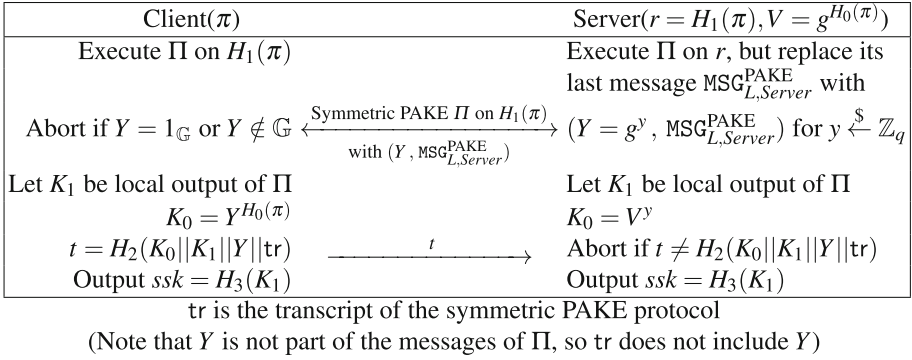 Client(π) Server(r = H₁(π), V = g^{H₀(π)})
Execute Π on H₁(π) Execute Π on r, but replace its
last message MSG^{PAKE}_{L,Server} with
Abort if Y = 1_𝔾 or Y ∉ 𝔾 ⟷ (Y = g^y , MSG^{PAKE}_{L,Server}) for y ←^$ ℤ_q
Symmetric PAKE Π on H₁(π)
with (Y , MSG^{PAKE}_{L,Server})
Let K₁ be local output of Π Let K₁ be local output of Π
K₀ = Y^{H₀(π)} K₀ = V^y
t = H₂(K₀||K₁||Y||tr) —t→ Abort if t ≠ H₂(K₀||K₁||Y||tr)
Output ssk = H₃(K₁) Output ssk = H₃(K₁)
tr is the transcript of the symmetric PAKE protocol
(Note that Y is not part of the messages of Π, so tr does not include Y)